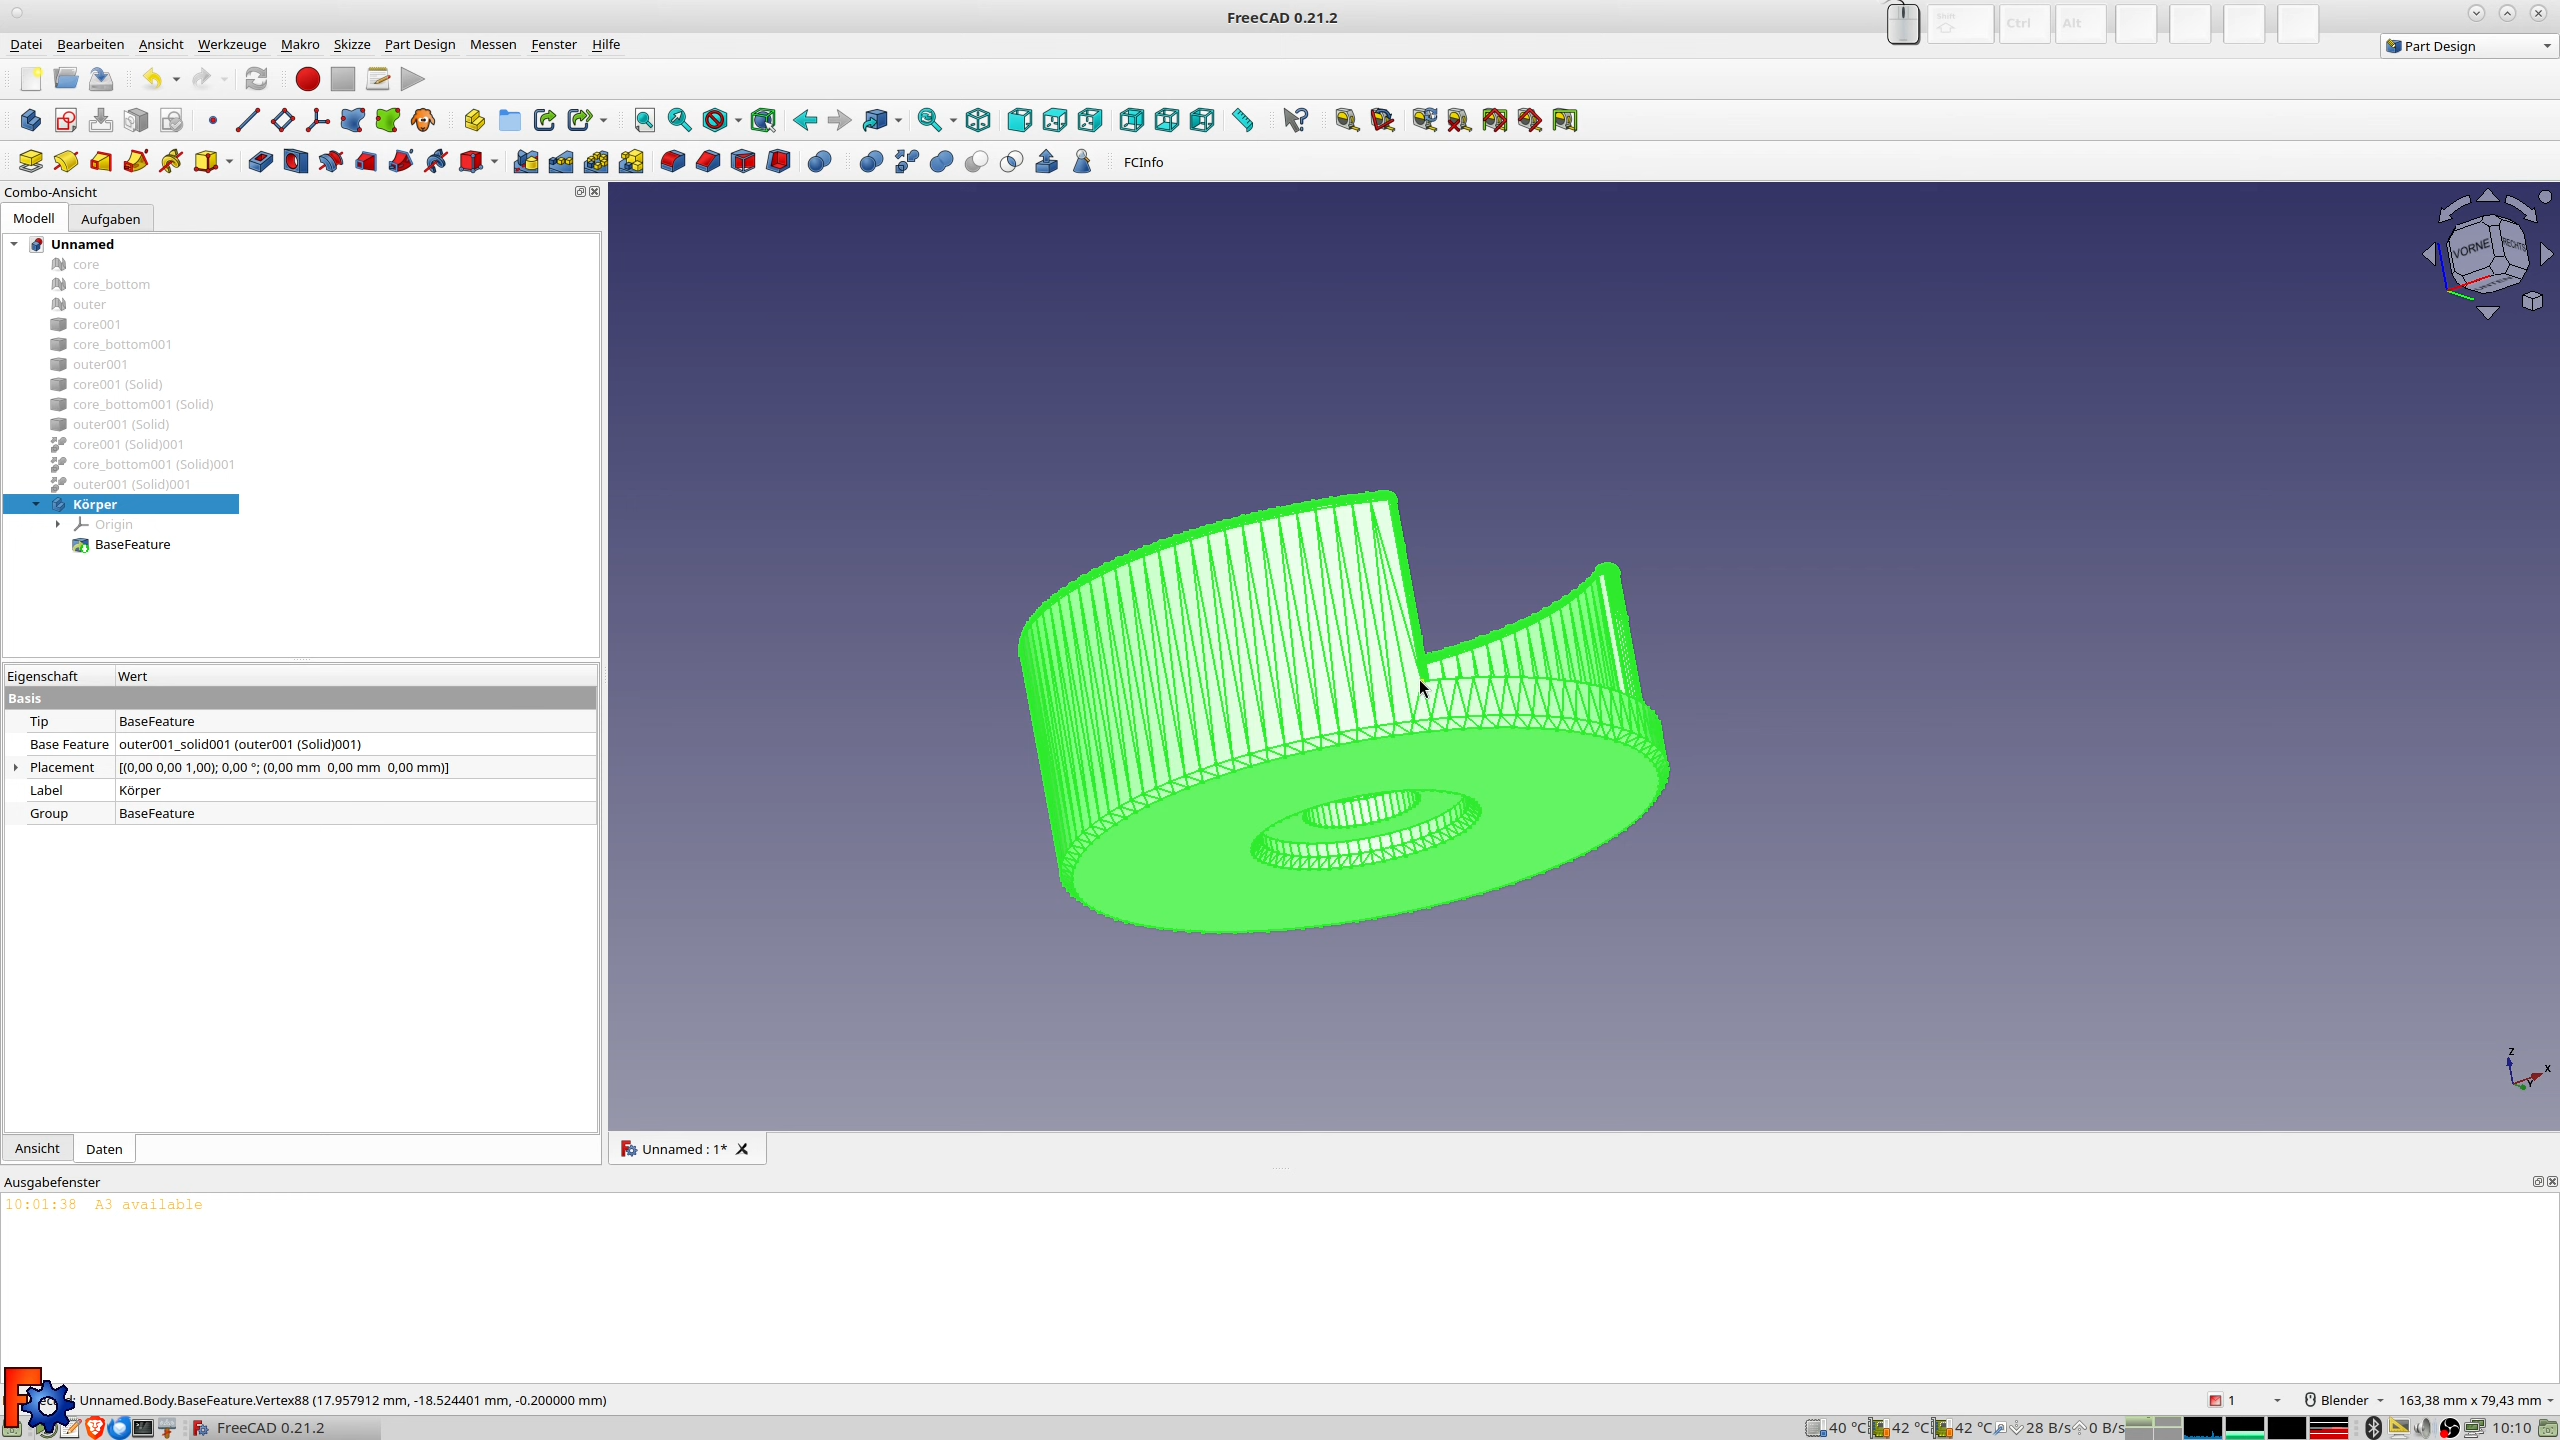 FreeCAD 0.21.2
Shift Ctrl Alt
Datei Bearbeiten Ansicht Werkzeuge Makro Skizze Part Design Messen Fenster Hilfe
Part Design
FCInfo
Combo-Ansicht
Modell Aufgaben
Unnamed
core
core_bottom
outer
core001
core_bottom001
outer001
core001 (Solid)
core_bottom001 (Solid)
outer001 (Solid)
core001 (Solid)001
core_bottom001 (Solid)001
outer001 (Solid)001
Körper
Origin
BaseFeature
VORNE RECHTS
Eigenschaft Wert
Basis
Tip BaseFeature
Base Feature outer001_solid001 (outer001 (Solid)001)
Placement [(0,00 0,00 1,00); 0,00 °; (0,00 mm 0,00 mm 0,00 mm)]
Label Körper
Group BaseFeature
Z
X
Y
Ansicht Daten
Unnamed : 1*
Ausgabefenster
10:01:38 A3 available
Unnamed.Body.BaseFeature.Vertex88 (17.957912 mm, -18.524401 mm, -0.200000 mm)
1 Blender 163,38 mm x 79,43 mm
FreeCAD 0.21.2
40 °C 42 °C 42 °C 28 B/s 0 B/s 10:10